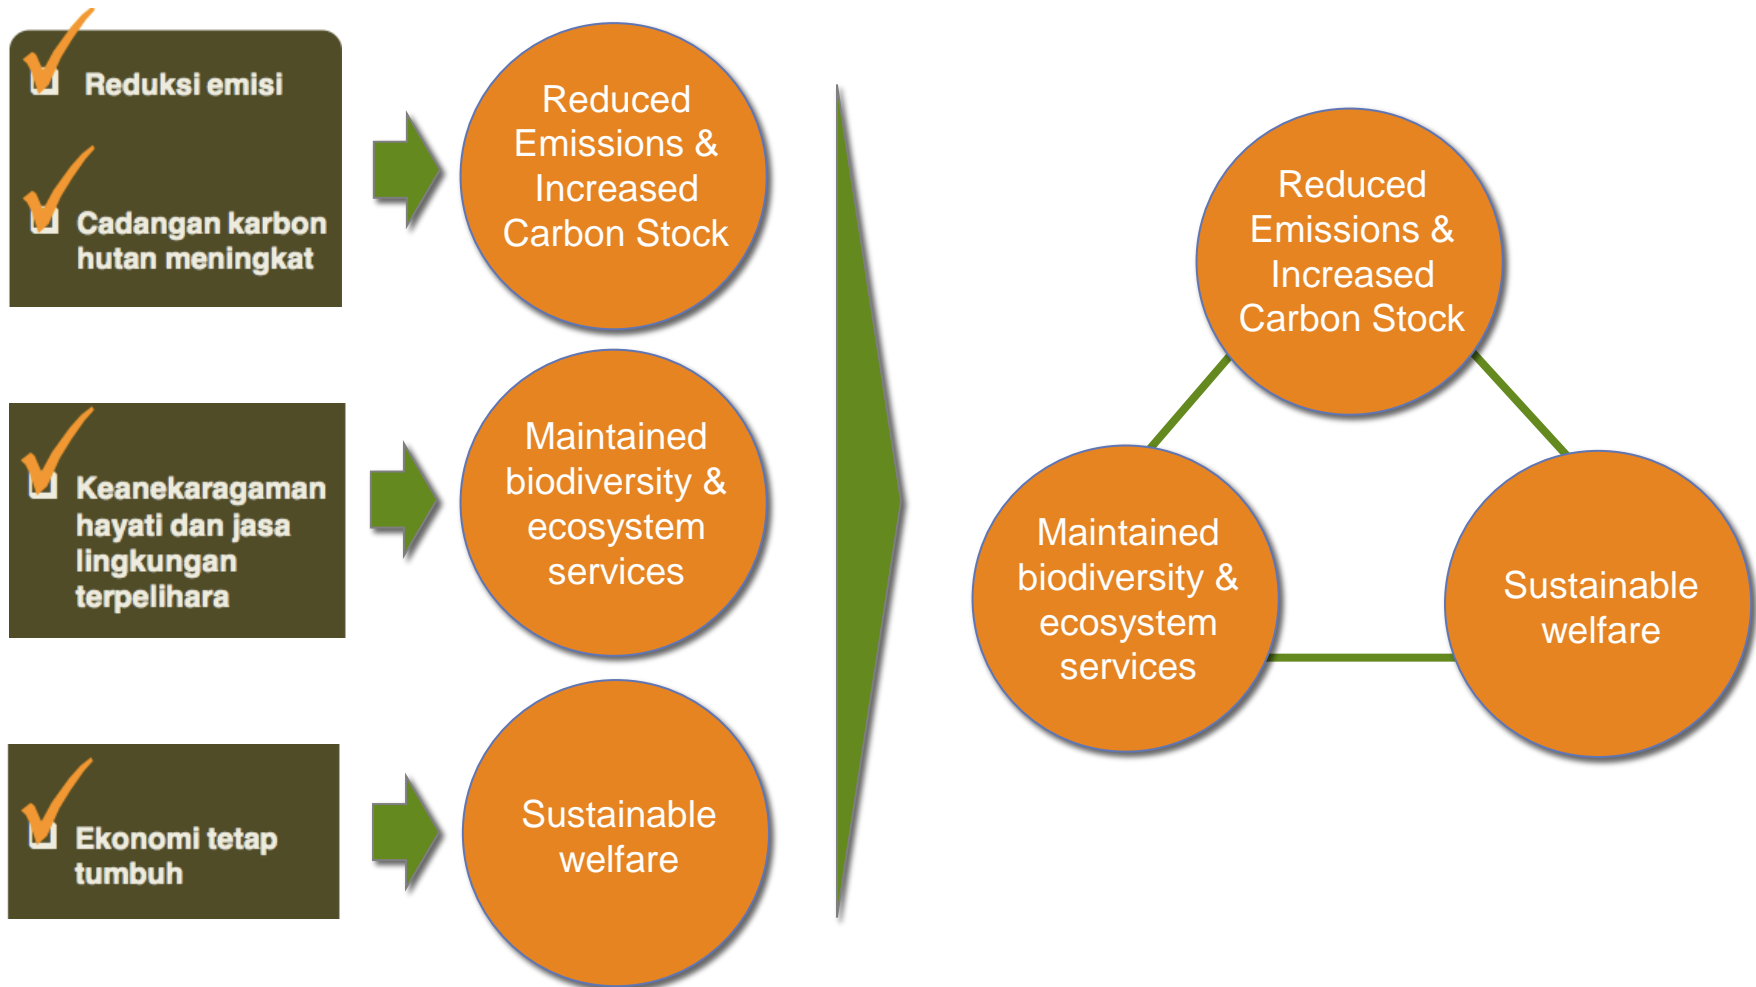 Reduksi emisi
Cadangan karbon
hutan meningkat
Reduced
Emissions &
Increased
Carbon Stock
Keanekaragaman
hayati dan jasa
lingkungan
terpelihara
Maintained
biodiversity &
ecosystem
services
Ekonomi tetap
tumbuh
Sustainable
welfare
Reduced
Emissions &
Increased
Carbon Stock
Maintained
biodiversity &
ecosystem
services
Sustainable
welfare